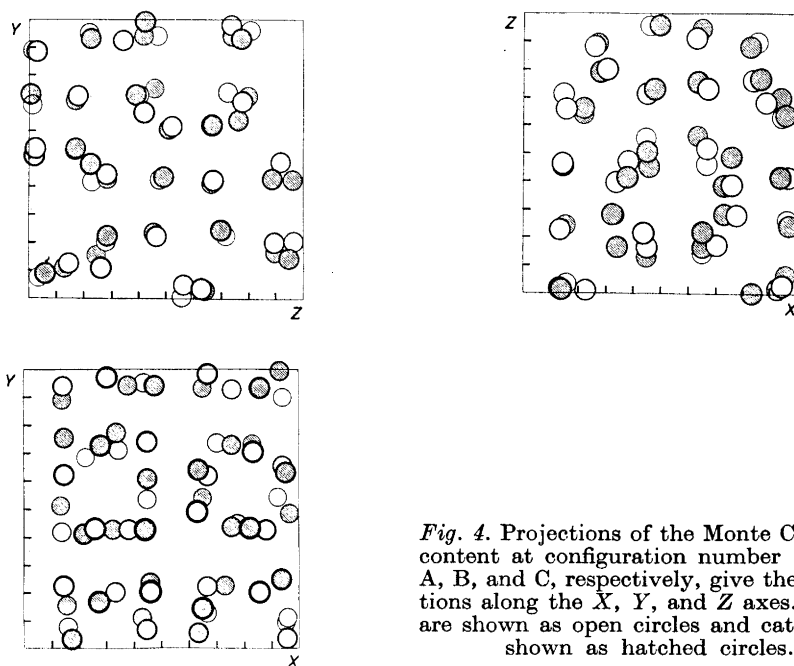 Y
Z
Z
X
Y
X
Fig. 4. Projections of the Monte C
content at configuration number
A, B, and C, respectively, give the
tions along the X, Y, and Z axes.
are shown as open circles and cat
shown as hatched circles.